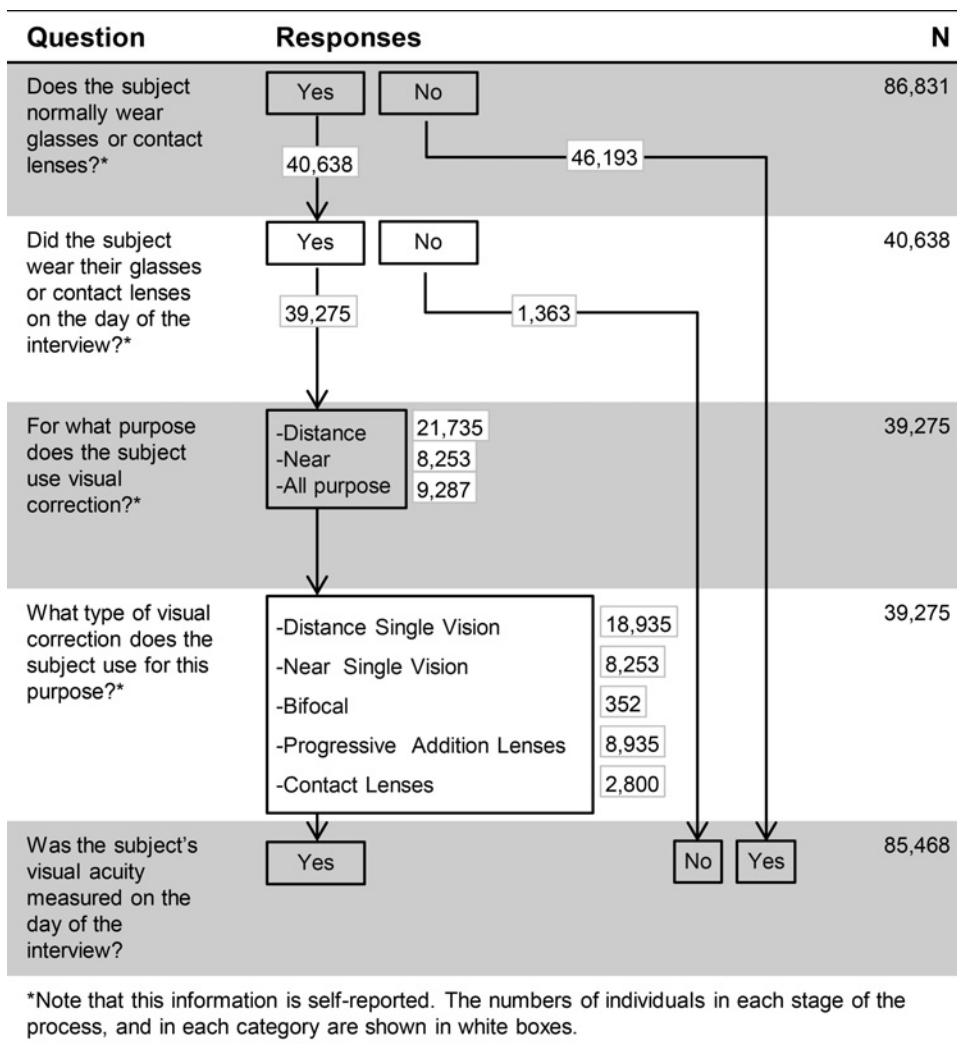 Question Responses N
Does the subject
normally wear
glasses or contact
lenses?*
Yes No 86,831
40,638 46,193
Did the subject
wear their glasses
or contact lenses
on the day of the
interview?*
Yes No 40,638
39,275 1,363
For what purpose
does the subject
use visual
correction?*
-Distance 21,735
-Near 8,253
-All purpose 9,287
39,275
What type of visual
correction does the
subject use for this
purpose?*
-Distance Single Vision 18,935
-Near Single Vision 8,253
-Bifocal 352
-Progressive Addition Lenses 8,935
-Contact Lenses 2,800
39,275
Was the subject's
visual acuity
measured on the
day of the
interview?
Yes No Yes 85,468
*Note that this information is self-reported. The numbers of individuals in each stage of the
process, and in each category are shown in white boxes.